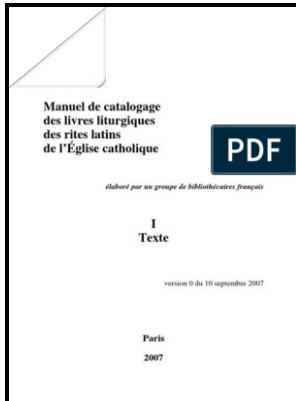 Manuel de catalogage
des livres liturgiques
des rites latins
de l'Église catholique
PDF
élaboré par un groupe de bibliothécaires français
I
Texte
version 0 du 10 septembre 2007
Paris
2007